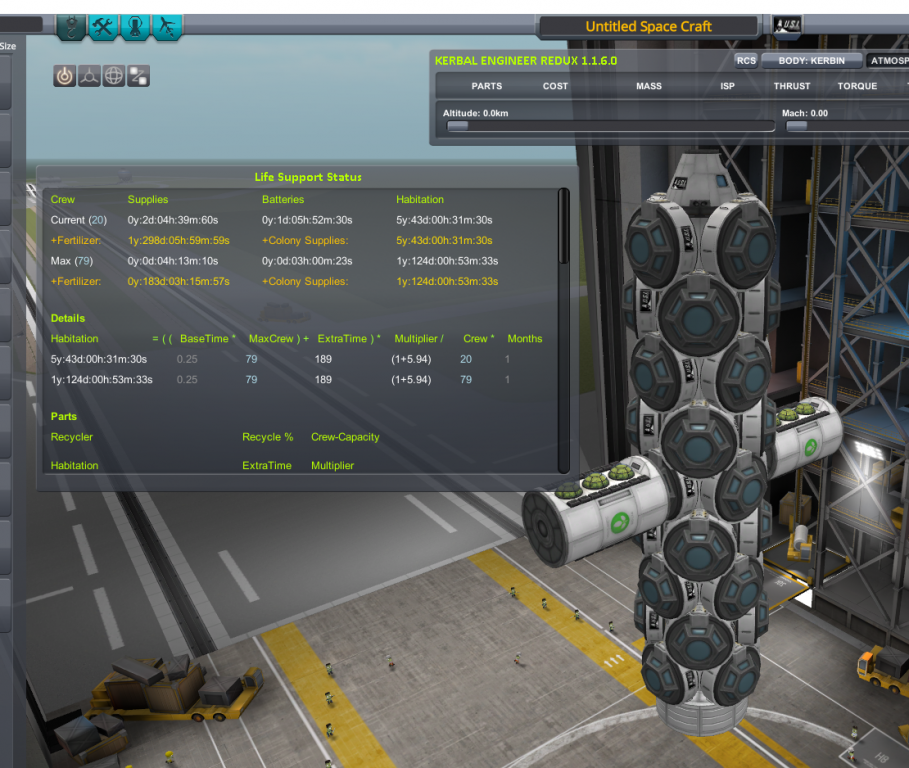 Untitled Space Craft
Size
KERBAL ENGINEER REDUX 1.1.6.0 RCS BODY: KERBIN ATMOSP
PARTS COST MASS ISP THRUST TORQUE
Altitude: 0.0km Mach: 0.00
Life Support Status
Crew Supplies Batteries Habitation
Current (20) 0y:2d:04h:39m:60s 0y:1d:05h:52m:30s 5y:43d:00h:31m:30s
+Fertilizer: 1y:298d:05h:59m:59s +Colony Supplies: 5y:43d:00h:31m:30s
Max (79) 0y:0d:04h:13m:10s 0y:0d:03h:00m:23s 1y:124d:00h:53m:33s
+Fertilizer: 0y:183d:03h:15m:57s +Colony Supplies: 1y:124d:00h:53m:33s
Details
Habitation = ( ( BaseTime * MaxCrew ) + ExtraTime ) * Multiplier / Crew * Months
5y:43d:00h:31m:30s 0.25 79 189 (1+5.94) 20 1
1y:124d:00h:53m:33s 0.25 79 189 (1+5.94) 79 1
Parts
Recycler Recycle % Crew-Capacity
Habitation ExtraTime Multiplier